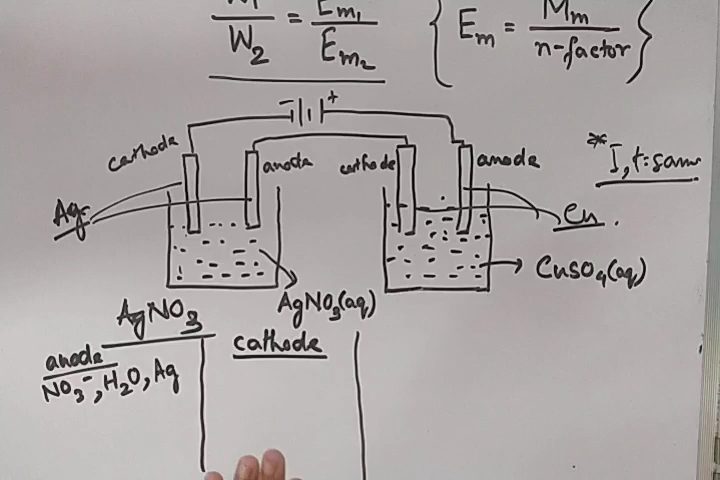 W1/W2 = Em1/Em2 { Em = Mm/n-factor }
- +
cathode anode cathode anode
* I, t = same
Ag Cu.
AgNO3(aq) CuSO4(aq)
AgNO3
anode cathode
NO3-, H2O, Ag